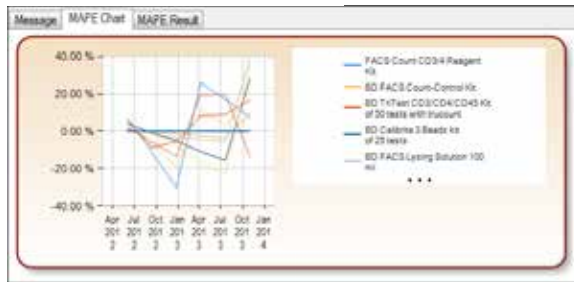 Message MAPE Chart MAPE Result
40.00 %
20.00 %
0.00 %
-20.00 %
-40.00 %
Apr Jul Oct Jan Apr Jul Oct Jan
201 201 201 201 201 201 201 201
2 2 2 3 3 3 3 4
FACS Count CD3/4 Reagent
Kit
BD FACS Count-Control Kit
BD TriTest CD3/CD4/CD45 Kit
of 50 tests with trucount
BD Calibrite 3 Beads kit
of 25 tests
BD FACS Lysing Solution 100
ml
• • •